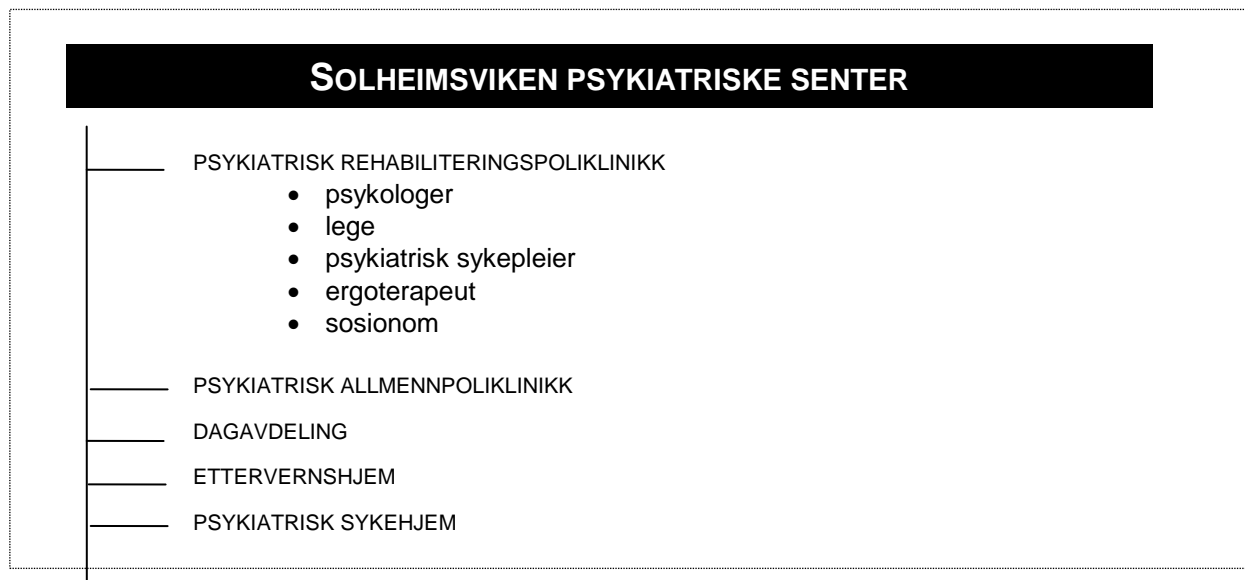 SOLHEIMSVIKEN PSYKIATRISKE SENTER
PSYKIATRISK REHABILITERINGSPOLIKLINIKK
• psykologer
• lege
• psykiatrisk sykepleier
• ergoterapeut
• sosionom
PSYKIATRISK ALLMENNPOLIKLINIKK
DAGAVDELING
ETTERVERNSHJEM
PSYKIATRISK SYKEHJEM